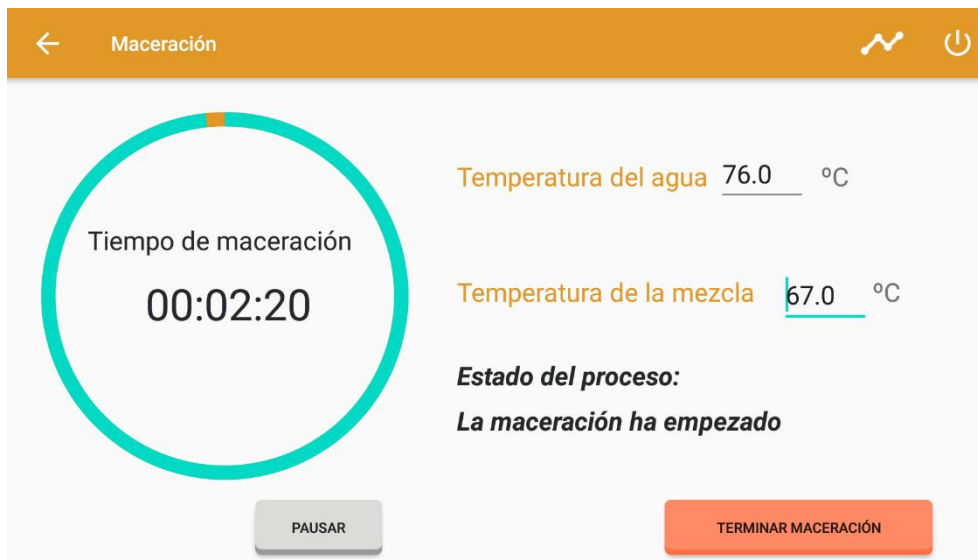 Maceración
Tiempo de maceración
00:02:20
Temperatura del agua 76.0 ºC
Temperatura de la mezcla 67.0 ºC
Estado del proceso:
La maceración ha empezado
PAUSAR
TERMINAR MACERACIÓN